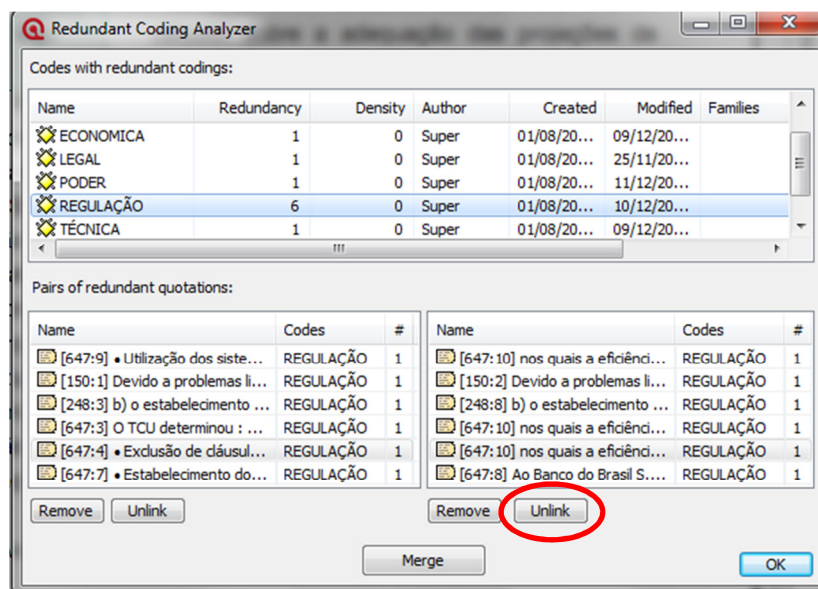 Redundant Coding Analyzer
Codes with redundant codings:
Name Redundancy Density Author Created Modified Families
ECONOMICA 1 0 Super 01/08/20... 09/12/20...
LEGAL 1 0 Super 01/08/20... 25/11/20...
PODER 1 0 Super 01/08/20... 11/12/20...
REGULAÇÃO 6 0 Super 01/08/20... 10/12/20...
TÉCNICA 1 0 Super 01/08/20... 09/12/20...
Pairs of redundant quotations:
Name Codes # Name Codes #
[647:9] • Utilização dos siste... REGULAÇÃO 1 [647:10] nos quais a eficiênci... REGULAÇÃO 1
[150:1] Devido a problemas li... REGULAÇÃO 1 [150:2] Devido a problemas li... REGULAÇÃO 1
[248:3] b) o estabelecimento ... REGULAÇÃO 1 [248:8] b) o estabelecimento ... REGULAÇÃO 1
[647:3] O TCU determinou : ... REGULAÇÃO 1 [647:10] nos quais a eficiênci... REGULAÇÃO 1
[647:4] • Exclusão de cláusul... REGULAÇÃO 1 [647:10] nos quais a eficiênci... REGULAÇÃO 1
[647:7] • Estabelecimento do... REGULAÇÃO 1 [647:8] Ao Banco do Brasil S.... REGULAÇÃO 1
Remove Unlink Remove Unlink
Merge
OK